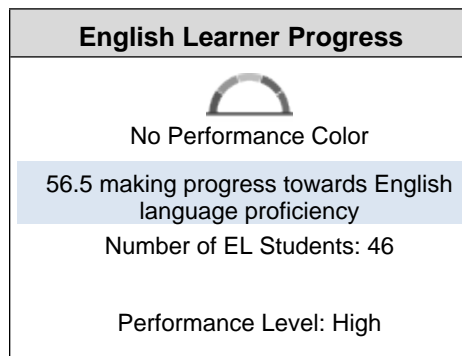 English Learner Progress
No Performance Color
56.5 making progress towards English
language proficiency
Number of EL Students: 46
Performance Level: High